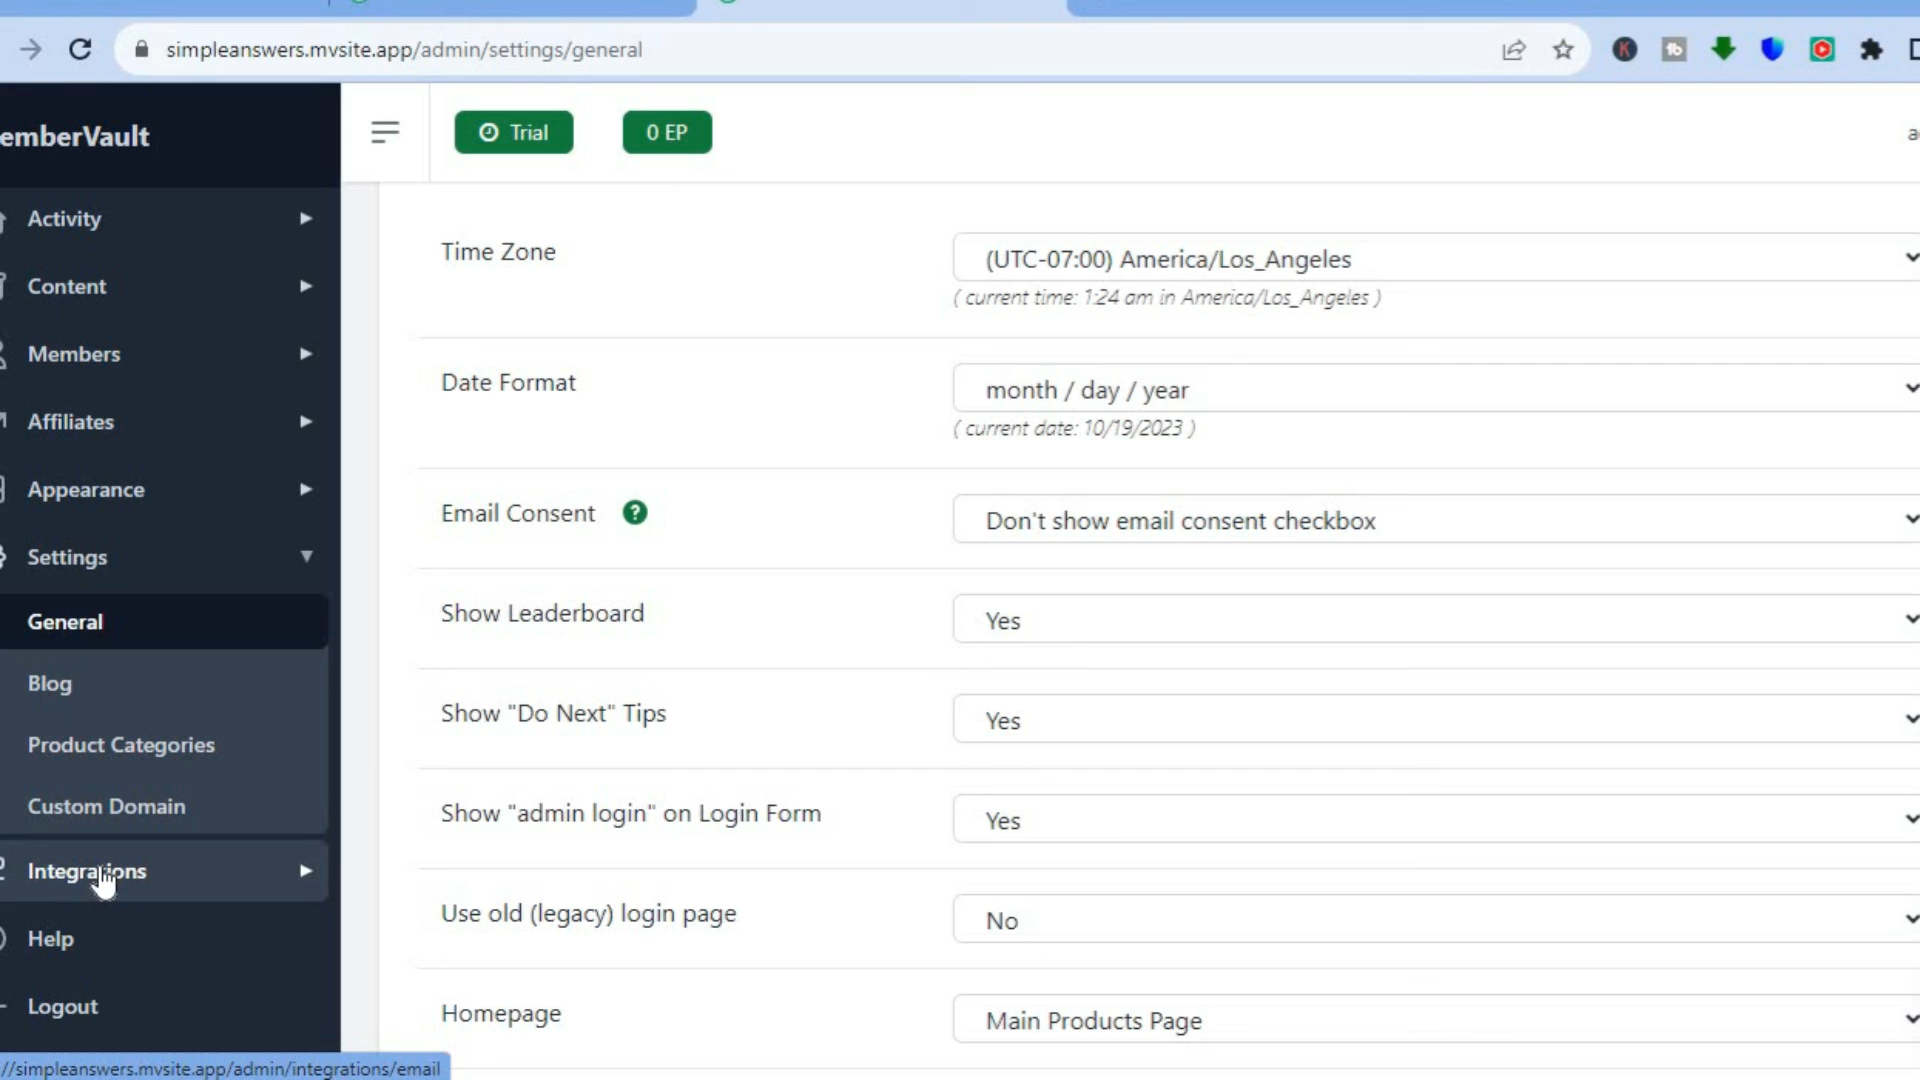 simpleanswers.mvsite.app/admin/settings/general
emberVault
Trial
0 EP
Activity
Content
Members
Affiliates
Appearance
Settings
General
Blog
Product Categories
Custom Domain
Integrations
Help
Logout
Time Zone
(UTC-07:00) America/Los_Angeles
( current time: 1:24 am in America/Los_Angeles )
Date Format
month / day / year
( current date: 10/19/2023 )
Email Consent ?
Don't show email consent checkbox
Show Leaderboard
Yes
Show "Do Next" Tips
Yes
Show "admin login" on Login Form
Yes
Use old (legacy) login page
No
Homepage
Main Products Page
//simpleanswers.mvsite.app/admin/integrations/email